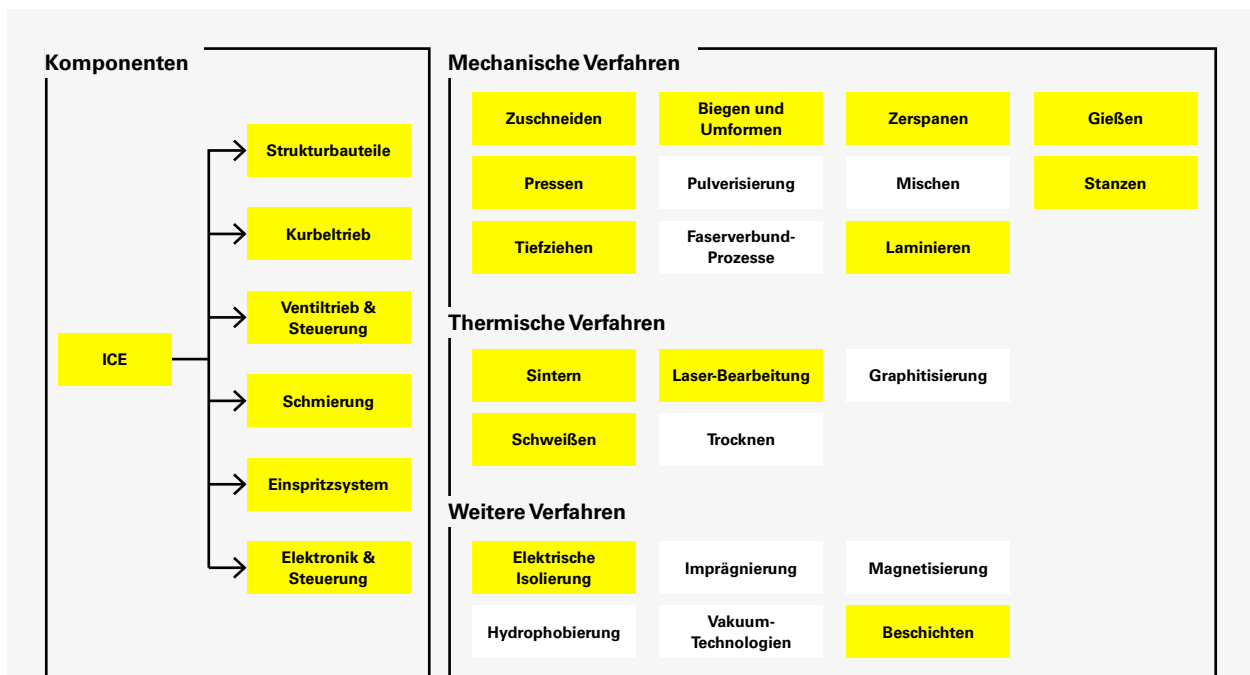 Komponenten
ICE
Strukturbauteile
Kurbeltrieb
Ventiltrieb &
Steuerung
Schmierung
Einspritzsystem
Elektronik &
Steuerung
Mechanische Verfahren
Zuschneiden
Biegen und
Umformen
Zerspanen
Gießen
Pressen
Pulverisierung
Mischen
Stanzen
Tiefziehen
Faserverbund-
Prozesse
Laminieren
Thermische Verfahren
Sintern
Laser-Bearbeitung
Graphitisierung
Schweißen
Trocknen
Weitere Verfahren
Elektrische
Isolierung
Imprägnierung
Magnetisierung
Hydrophobierung
Vakuum-
Technologien
Beschichten